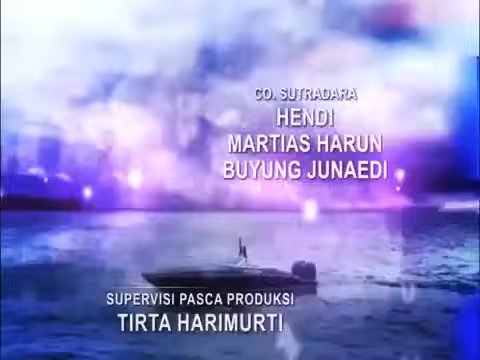 CO. SUTRADARA
HENDI
MARTIAS HARUN
BUYUNG JUNAEDI
SUPERVISI PASCA PRODUKSI
TIRTA HARIMURTI